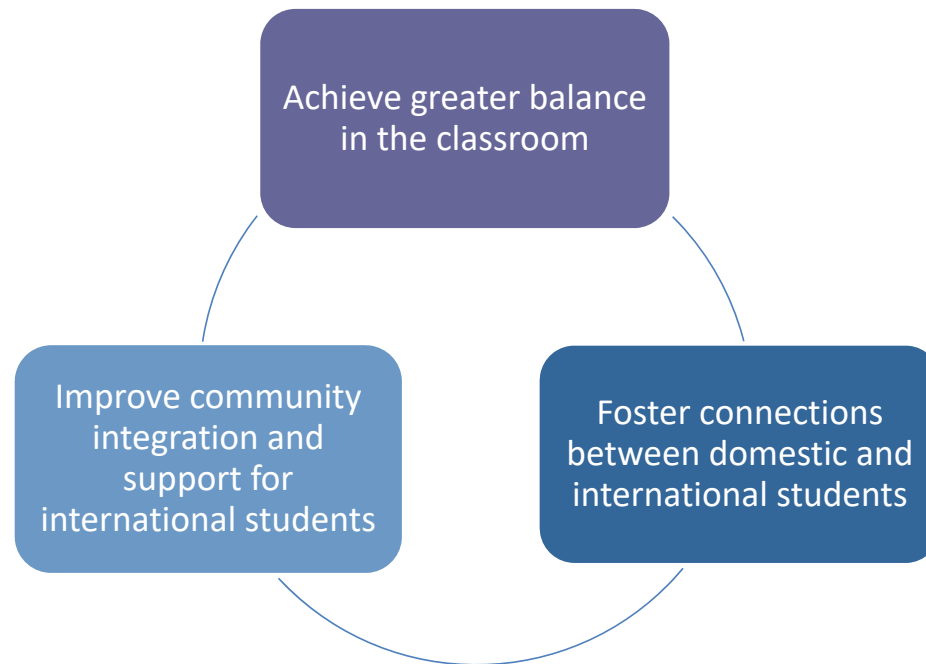 Achieve greater balance
in the classroom
Improve community
integration and
support for
international students
Foster connections
between domestic and
international students